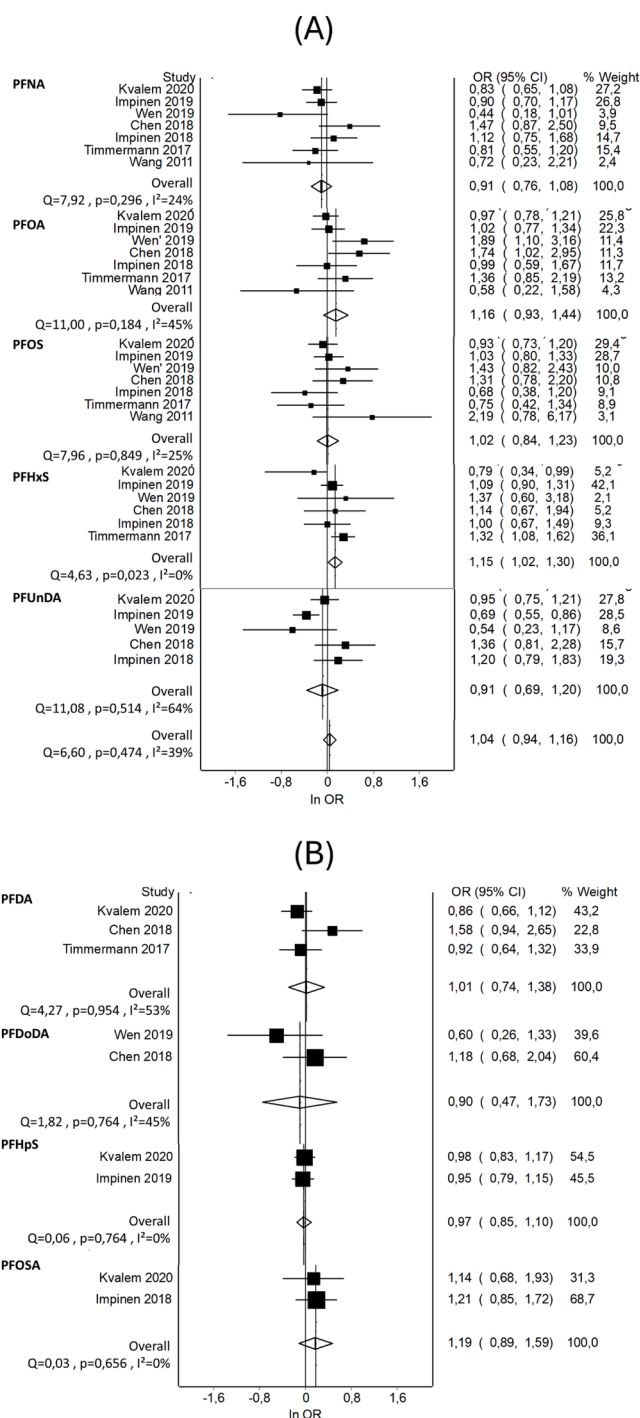 (A)
Study OR (95% CI) % Weight
PFNA
Kvalem 2020 0,83 ( 0,65, 1,08) 27,2
Impinen 2019 0,90 ( 0,70, 1,17) 26,8
Wen 2019 0,44 ( 0,18, 1,01) 3,9
Chen 2018 1,47 ( 0,87, 2,50) 9,5
Impinen 2018 1,12 ( 0,75, 1,68) 14,7
Timmermann 2017 0,81 ( 0,55, 1,20) 15,4
Wang 2011 0,72 ( 0,23, 2,21) 2,4
Overall 0,91 ( 0,76, 1,08) 100,0
Q=7,92 , p=0,296 , I²=24%
PFOA
Kvalem 2020 0,97 ( 0,78, 1,21) 25,8
Impinen 2019 1,02 ( 0,77, 1,34) 22,3
Wen' 2019 1,89 ( 1,10, 3,16) 11,4
Chen 2018 1,74 ( 1,02, 2,95) 11,3
Impinen 2018 0,99 ( 0,59, 1,67) 11,7
Timmermann 2017 1,36 ( 0,85, 2,19) 13,2
Wang 2011 0,58 ( 0,22, 1,58) 4,3
Overall 1,16 ( 0,93, 1,44) 100,0
Q=11,00 , p=0,184 , I²=45%
PFOS
Kvalem 2020 0,93 ( 0,73, 1,20) 29,4
Impinen 2019 1,03 ( 0,80, 1,33) 28,7
Wen' 2019 1,43 ( 0,82, 2,43) 10,0
Chen 2018 1,31 ( 0,78, 2,20) 10,8
Impinen 2018 0,68 ( 0,38, 1,20) 9,1
Timmermann 2017 0,75 ( 0,42, 1,34) 8,9
Wang 2011 2,19 ( 0,78, 6,17) 3,1
Overall 1,02 ( 0,84, 1,23) 100,0
Q=7,96 , p=0,849 , I²=25%
PFHxS
Kvalem 2020 0,79 ( 0,34, 0,99) 5,2
Impinen 2019 1,09 ( 0,90, 1,31) 42,1
Wen 2019 1,37 ( 0,60, 3,18) 2,1
Chen 2018 1,14 ( 0,67, 1,94) 5,2
Impinen 2018 1,00 ( 0,67, 1,49) 9,3
Timmermann 2017 1,32 ( 1,08, 1,62) 36,1
Overall 1,15 ( 1,02, 1,30) 100,0
Q=4,63 , p=0,023 , I²=0%
PFUnDA
Kvalem 2020 0,95 ( 0,75, 1,21) 27,8
Impinen 2019 0,69 ( 0,55, 0,86) 28,5
Wen 2019 0,54 ( 0,23, 1,17) 8,6
Chen 2018 1,36 ( 0,81, 2,28) 15,7
Impinen 2018 1,20 ( 0,79, 1,83) 19,3
Overall 0,91 ( 0,69, 1,20) 100,0
Q=11,08 , p=0,514 , I²=64%
Overall 1,04 ( 0,94, 1,16) 100,0
Q=6,60 , p=0,474 , I²=39%
-1,6 -0,8 0 0,8 1,6
ln OR
(B)
Study OR (95% CI) % Weight
PFDA
Kvalem 2020 0,86 ( 0,66, 1,12) 43,2
Chen 2018 1,58 ( 0,94, 2,65) 22,8
Timmermann 2017 0,92 ( 0,64, 1,32) 33,9
Overall 1,01 ( 0,74, 1,38) 100,0
Q=4,27 , p=0,954 , I²=53%
PFDoDA
Wen 2019 0,60 ( 0,26, 1,33) 39,6
Chen 2018 1,18 ( 0,68, 2,04) 60,4
Overall 0,90 ( 0,47, 1,73) 100,0
Q=1,82 , p=0,764 , I²=45%
PFHpS
Kvalem 2020 0,98 ( 0,83, 1,17) 54,5
Impinen 2019 0,95 ( 0,79, 1,15) 45,5
Overall 0,97 ( 0,85, 1,10) 100,0
Q=0,06 , p=0,764 , I²=0%
PFOSA
Kvalem 2020 1,14 ( 0,68, 1,93) 31,3
Impinen 2018 1,21 ( 0,85, 1,72) 68,7
Overall 1,19 ( 0,89, 1,59) 100,0
Q=0,03 , p=0,656 , I²=0%
-1,6 -0,8 0 0,8 1,6
ln OR